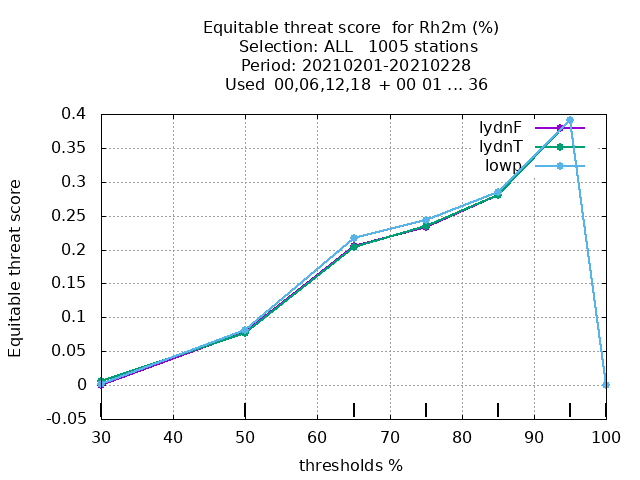 Equitable threat score  for Rh2m (%)
Selection: ALL   1005 stations
Period: 20210201-20210228
Used  00,06,12,18  + 00 01 ... 36
0.4
0.35
0.3
0.25
0.2
0.15
0.1
0.05
0
-0.05
Equitable threat score
lydnF
lydnT
lowp
30 40 50 60 70 80 90 100
thresholds %